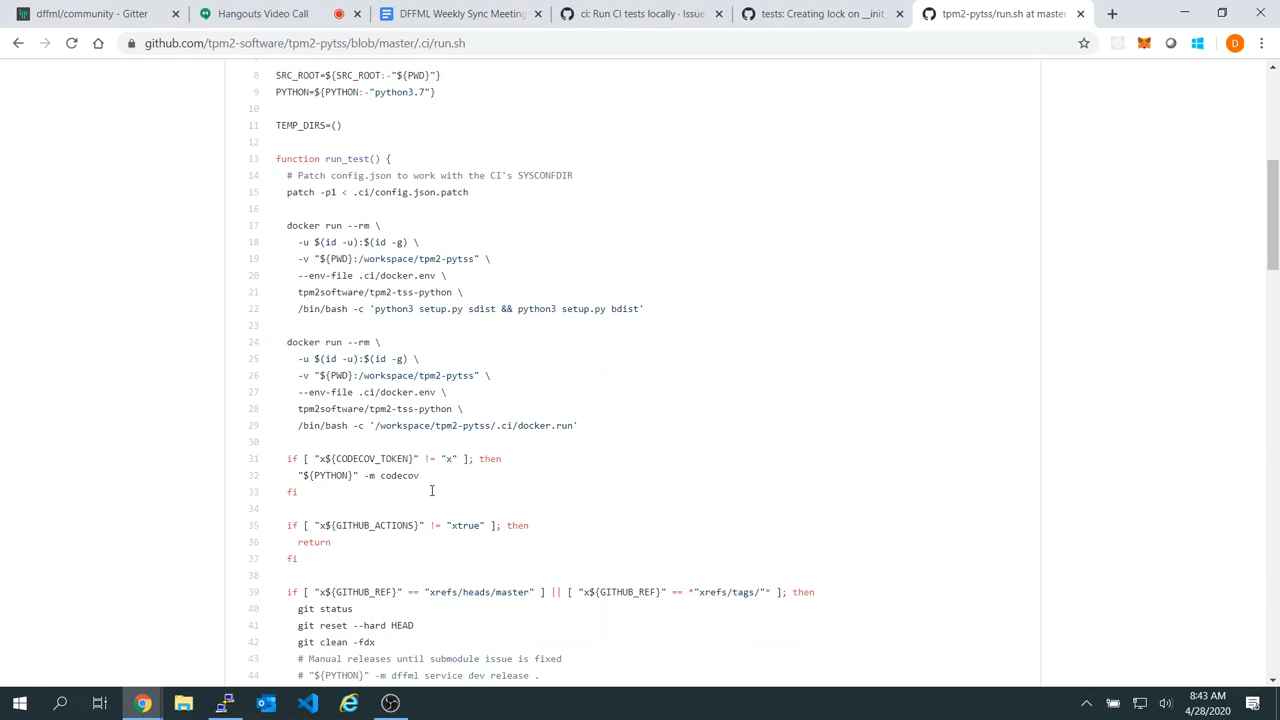 dffml/community - Gitter
Hangouts Video Call
DFFML Weekly Sync Meeting
ci: Run CI tests locally · Issue
tests: Creating lock on __init_
tpm2-pytss/run.sh at master
github.com/tpm2-software/tpm2-pytss/blob/master/.ci/run.sh
D
7
8 SRC_ROOT=${SRC_ROOT:-"${PWD}"}
9 PYTHON=${PYTHON:-"python3.7"}
10
11 TEMP_DIRS=()
12
13 function run_test() {
14 # Patch config.json to work with the CI's SYSCONFDIR
15 patch -p1 < .ci/config.json.patch
16
17 docker run --rm \
18 -u $(id -u):$(id -g) \
19 -v "${PWD}:/workspace/tpm2-pytss" \
20 --env-file .ci/docker.env \
21 tpm2software/tpm2-tss-python \
22 /bin/bash -c 'python3 setup.py sdist && python3 setup.py bdist'
23
24 docker run --rm \
25 -u $(id -u):$(id -g) \
26 -v "${PWD}:/workspace/tpm2-pytss" \
27 --env-file .ci/docker.env \
28 tpm2software/tpm2-tss-python \
29 /bin/bash -c '/workspace/tpm2-pytss/.ci/docker.run'
30
31 if [ "x${CODECOV_TOKEN}" != "x" ]; then
32 "${PYTHON}" -m codecov
33 fi
34
35 if [ "x${GITHUB_ACTIONS}" != "xtrue" ]; then
36 return
37 fi
38
39 if [ "x${GITHUB_REF}" == "xrefs/heads/master" ] || [ "x${GITHUB_REF}" == *"xrefs/tags/"* ]; then
40 git status
41 git reset --hard HEAD
42 git clean -fdx
43 # Manual releases until submodule issue is fixed
44 # "${PYTHON}" -m dffml service dev release .
8:43 AM
4/28/2020